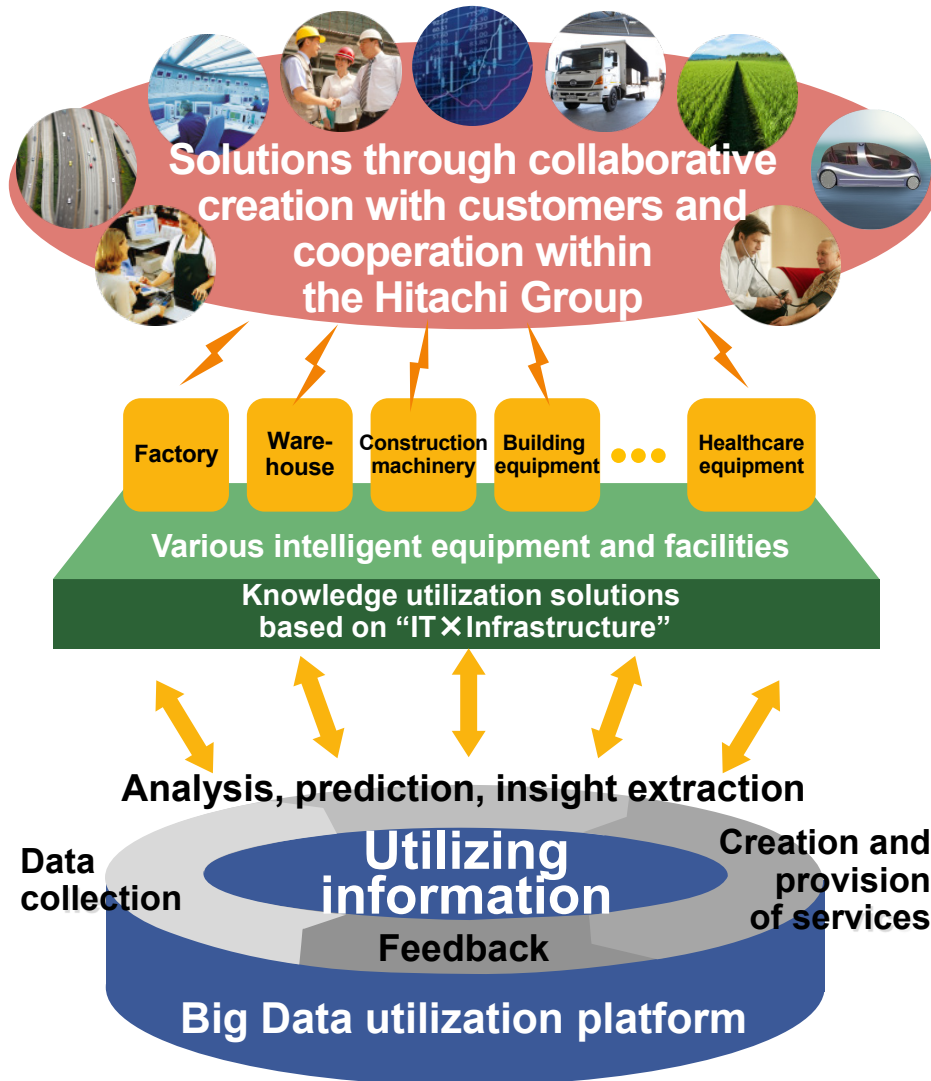 Solutions through collaborative
creation with customers and
cooperation within
the Hitachi Group
Factory
Ware-
house
Construction
machinery
Building
equipment
Healthcare
equipment
Various intelligent equipment and facilities
Knowledge utilization solutions
based on “IT×Infrastructure”
Analysis, prediction, insight extraction
Data
collection
Utilizing
information
Creation and
provision
of services
Feedback
Big Data utilization platform